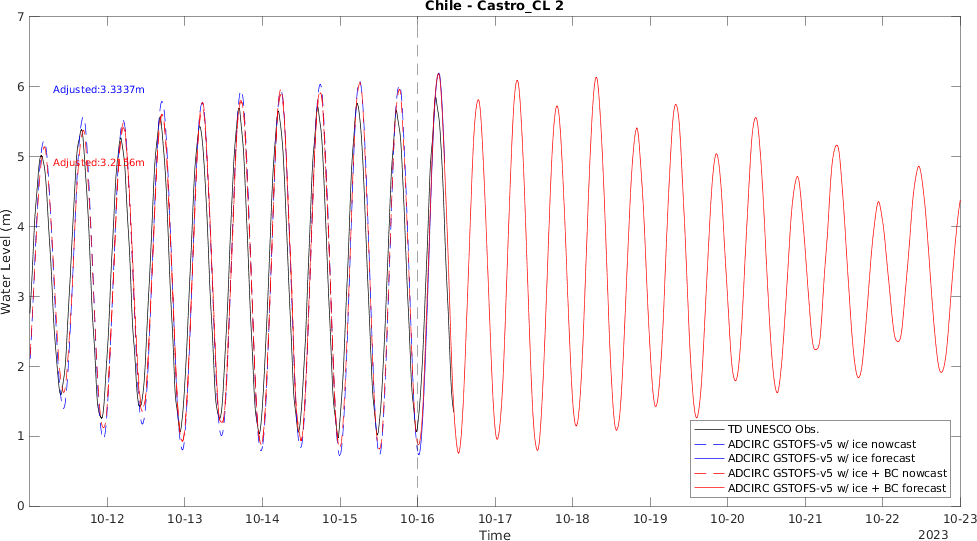 Chile - Castro_CL 2
7
6
5
4
3
2
1
0
Water Level (m)
Adjusted:3.3337m
Adjusted:3.2156m
TD UNESCO Obs.
ADCIRC GSTOFS-v5 w/ ice nowcast
ADCIRC GSTOFS-v5 w/ ice forecast
ADCIRC GSTOFS-v5 w/ ice + BC nowcast
ADCIRC GSTOFS-v5 w/ ice + BC forecast
10-12 10-13 10-14 10-15 10-16 10-17 10-18 10-19 10-20 10-21 10-22 10-23
Time
2023